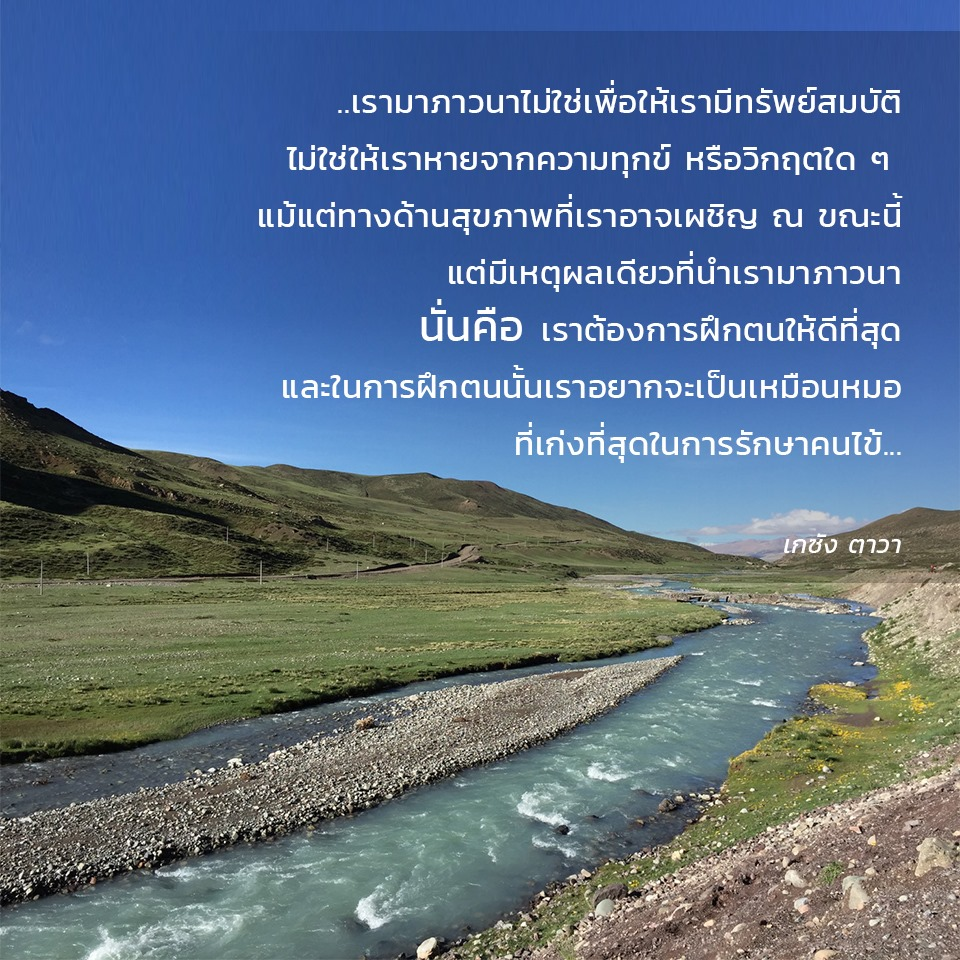 ..เรามาภาวนาไม่ใช่เพื่อให้เรามีทรัพย์สมบัติ
ไม่ใช่ให้เราหายจากความทุกข์ หรือวิกฤตใด ๆ
แม้แต่ทางด้านสุขภาพที่เราอาจเผชิญ ณ ขณะนี้
แต่มีเหตุผลเดียวที่นำเรามาภาวนา
นั่นคือ เราต้องการฝึกตนให้ดีที่สุด
และในการฝึกตนนั้นเราอยากจะเป็นเหมือนหมอ
ที่เก่งที่สุดในการรักษาคนไข้...
เกซัง ตาวา